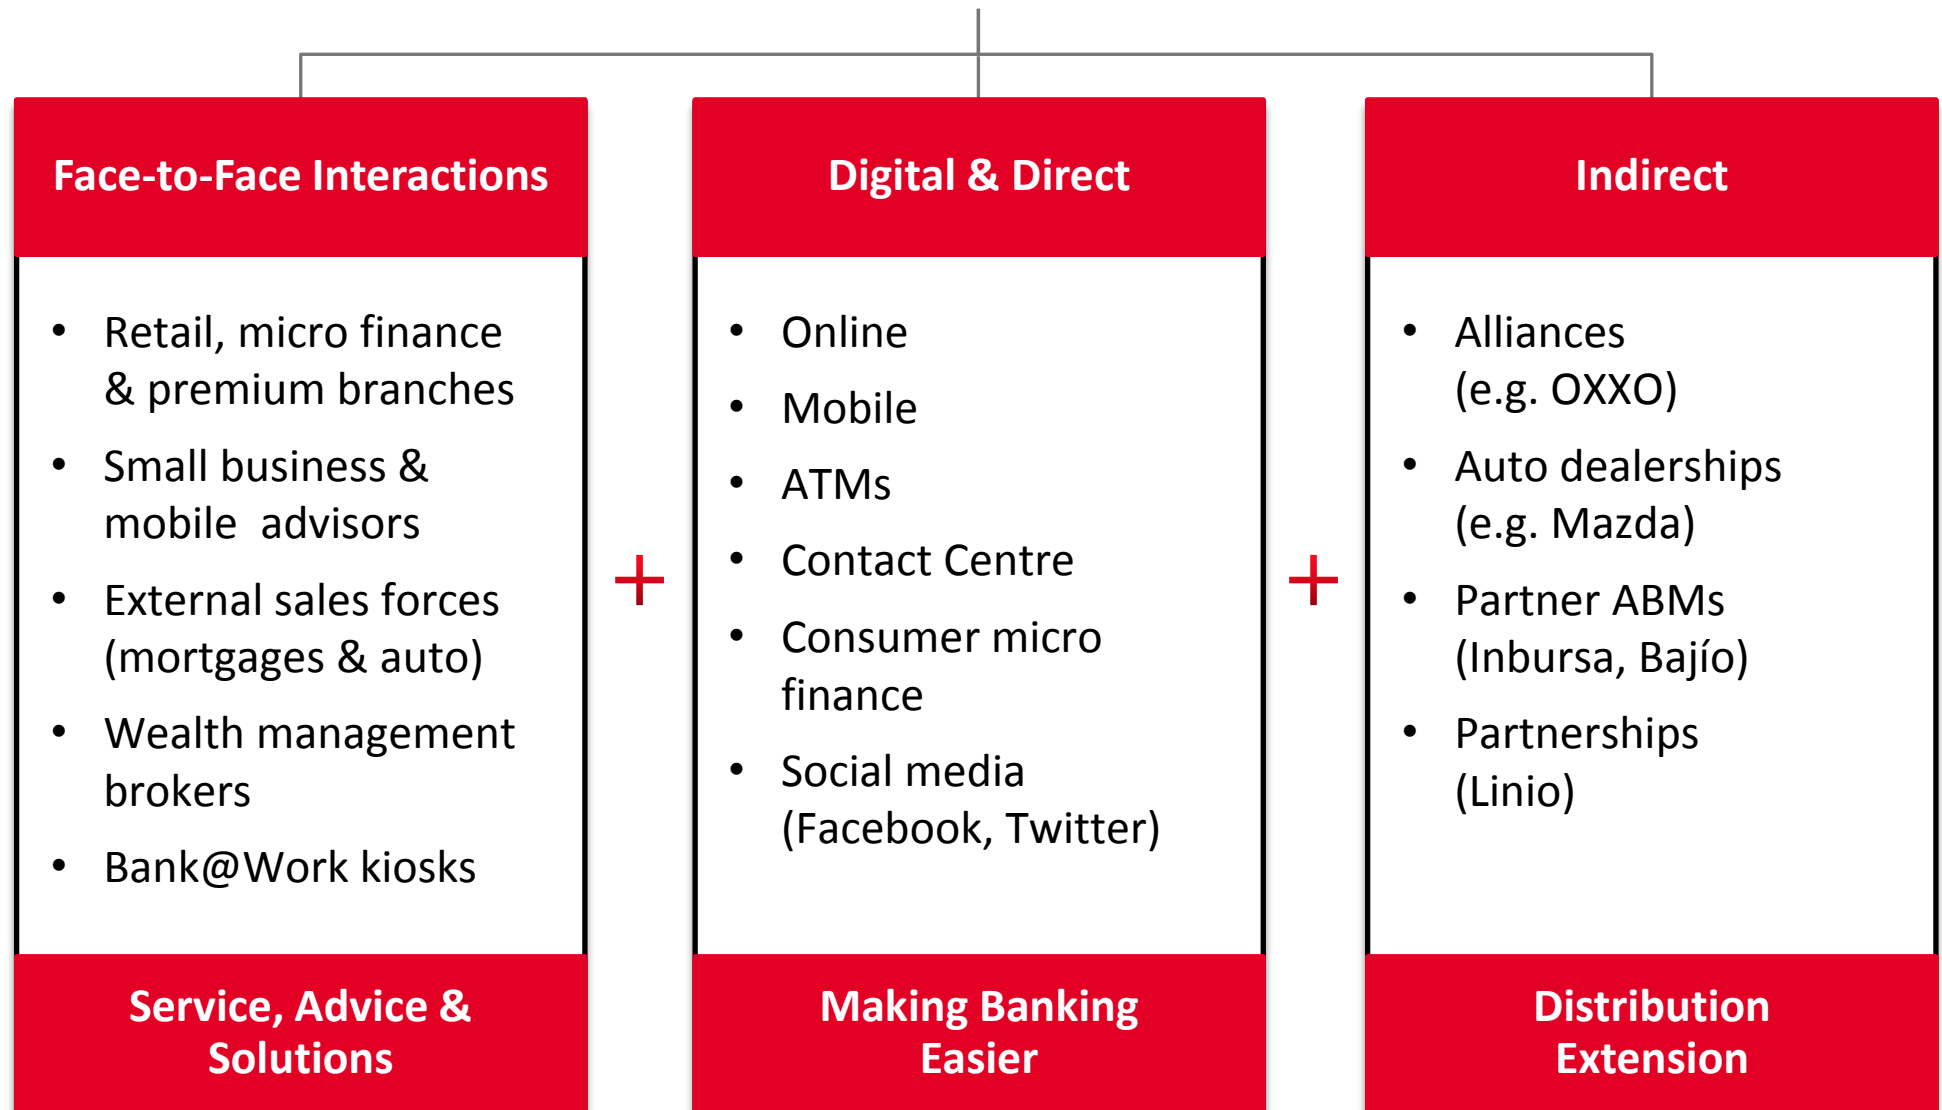 Face-to-Face Interactions
• Retail, micro finance
& premium branches
• Small business &
mobile advisors
• External sales forces
(mortgages & auto)
• Wealth management
brokers
• Bank@Work kiosks
Service, Advice &
Solutions
+
Digital & Direct
• Online
• Mobile
• ATMs
• Contact Centre
• Consumer micro
finance
• Social media
(Facebook, Twitter)
Making Banking
Easier
+
Indirect
• Alliances
(e.g. OXXO)
• Auto dealerships
(e.g. Mazda)
• Partner ABMs
(Inbursa, Bajío)
• Partnerships
(Linio)
Distribution
Extension